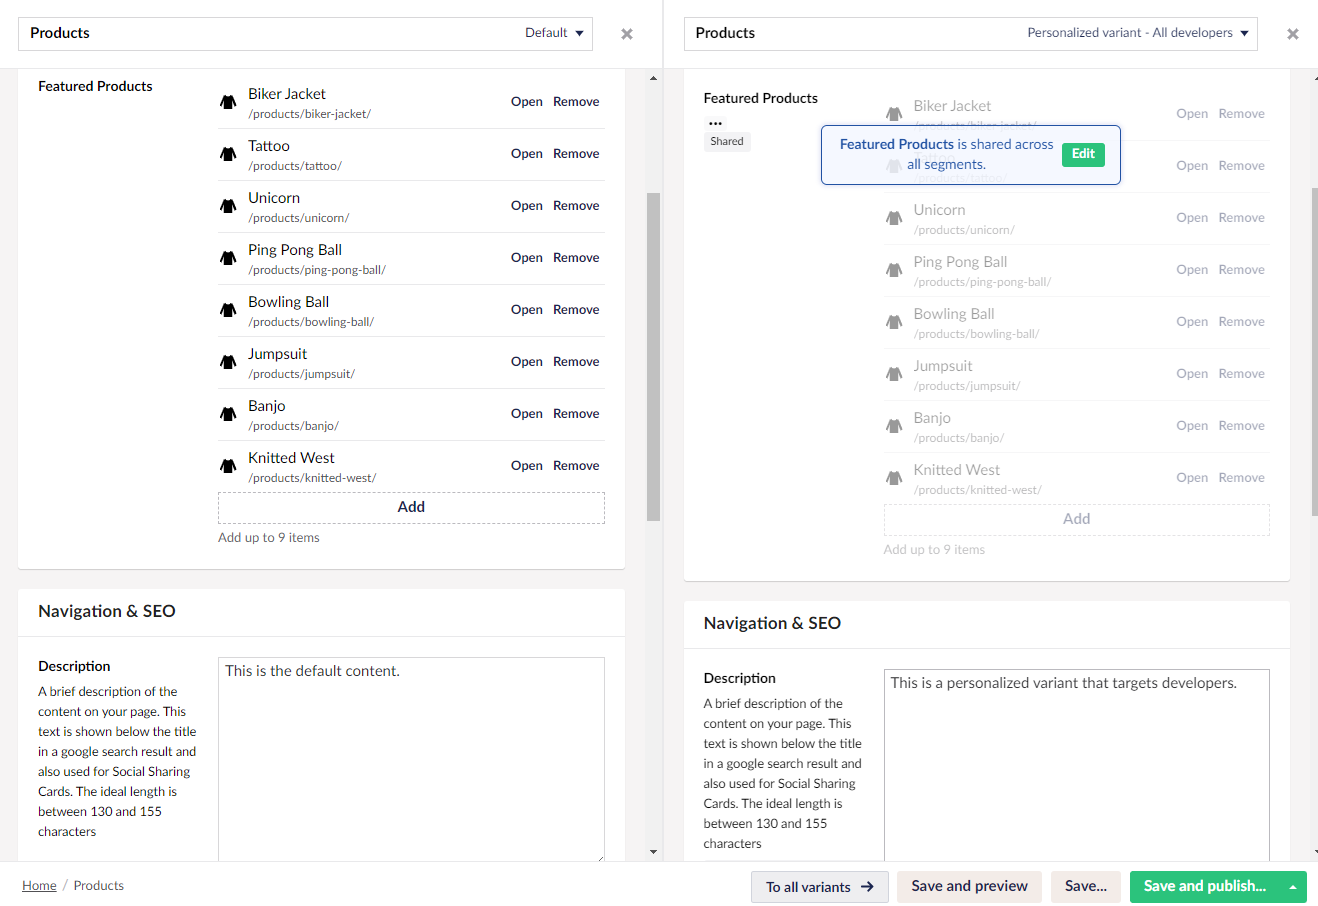 Products
Default
Featured Products
Biker Jacket
/products/biker-jacket/
Open Remove
Tattoo
/products/tattoo/
Open Remove
Unicorn
/products/unicorn/
Open Remove
Ping Pong Ball
/products/ping-pong-ball/
Open Remove
Bowling Ball
/products/bowling-ball/
Open Remove
Jumpsuit
/products/jumpsuit/
Open Remove
Banjo
/products/banjo/
Open Remove
Knitted West
/products/knitted-west/
Open Remove
Add
Add up to 9 items
Navigation & SEO
Description
A brief description of the
content on your page. This
text is shown below the title
in a google search result and
also used for Social Sharing
Cards. The ideal length is
between 130 and 155
characters
This is the default content.
Products
Personalized variant - All developers
Featured Products
...
Shared
Biker Jacket
/products/biker-jacket/
Open Remove
Featured Products is shared across
all segments.
Edit
/products/tattoo/
Open Remove
Unicorn
/products/unicorn/
Open Remove
Ping Pong Ball
/products/ping-pong-ball/
Open Remove
Bowling Ball
/products/bowling-ball/
Open Remove
Jumpsuit
/products/jumpsuit/
Open Remove
Banjo
/products/banjo/
Open Remove
Knitted West
/products/knitted-west/
Open Remove
Add
Add up to 9 items
Navigation & SEO
Description
A brief description of the
content on your page. This
text is shown below the title
in a google search result and
also used for Social Sharing
Cards. The ideal length is
between 130 and 155
characters
This is a personalized variant that targets developers.
Home / Products
To all variants →
Save and preview
Save...
Save and publish...